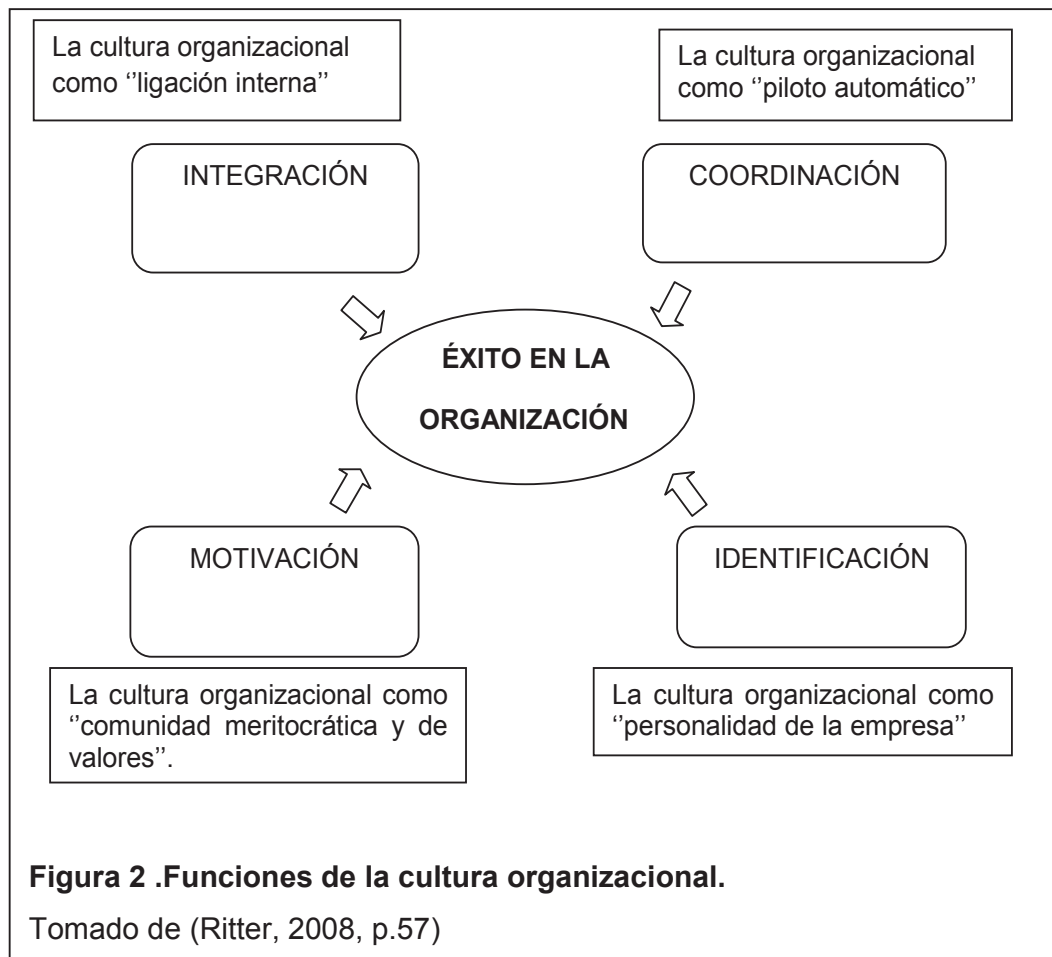 La cultura organizacional
como ‘’ligación interna’’
La cultura organizacional
como ‘’piloto automático’’
INTEGRACIÓN
COORDINACIÓN
ÉXITO EN LA
ORGANIZACIÓN
MOTIVACIÓN
IDENTIFICACIÓN
La cultura organizacional como
‘’comunidad meritocrática y de
valores’’.
La cultura organizacional como
‘’personalidad de la empresa’’
Figura 2 .Funciones de la cultura organizacional.
Tomado de (Ritter, 2008, p.57)